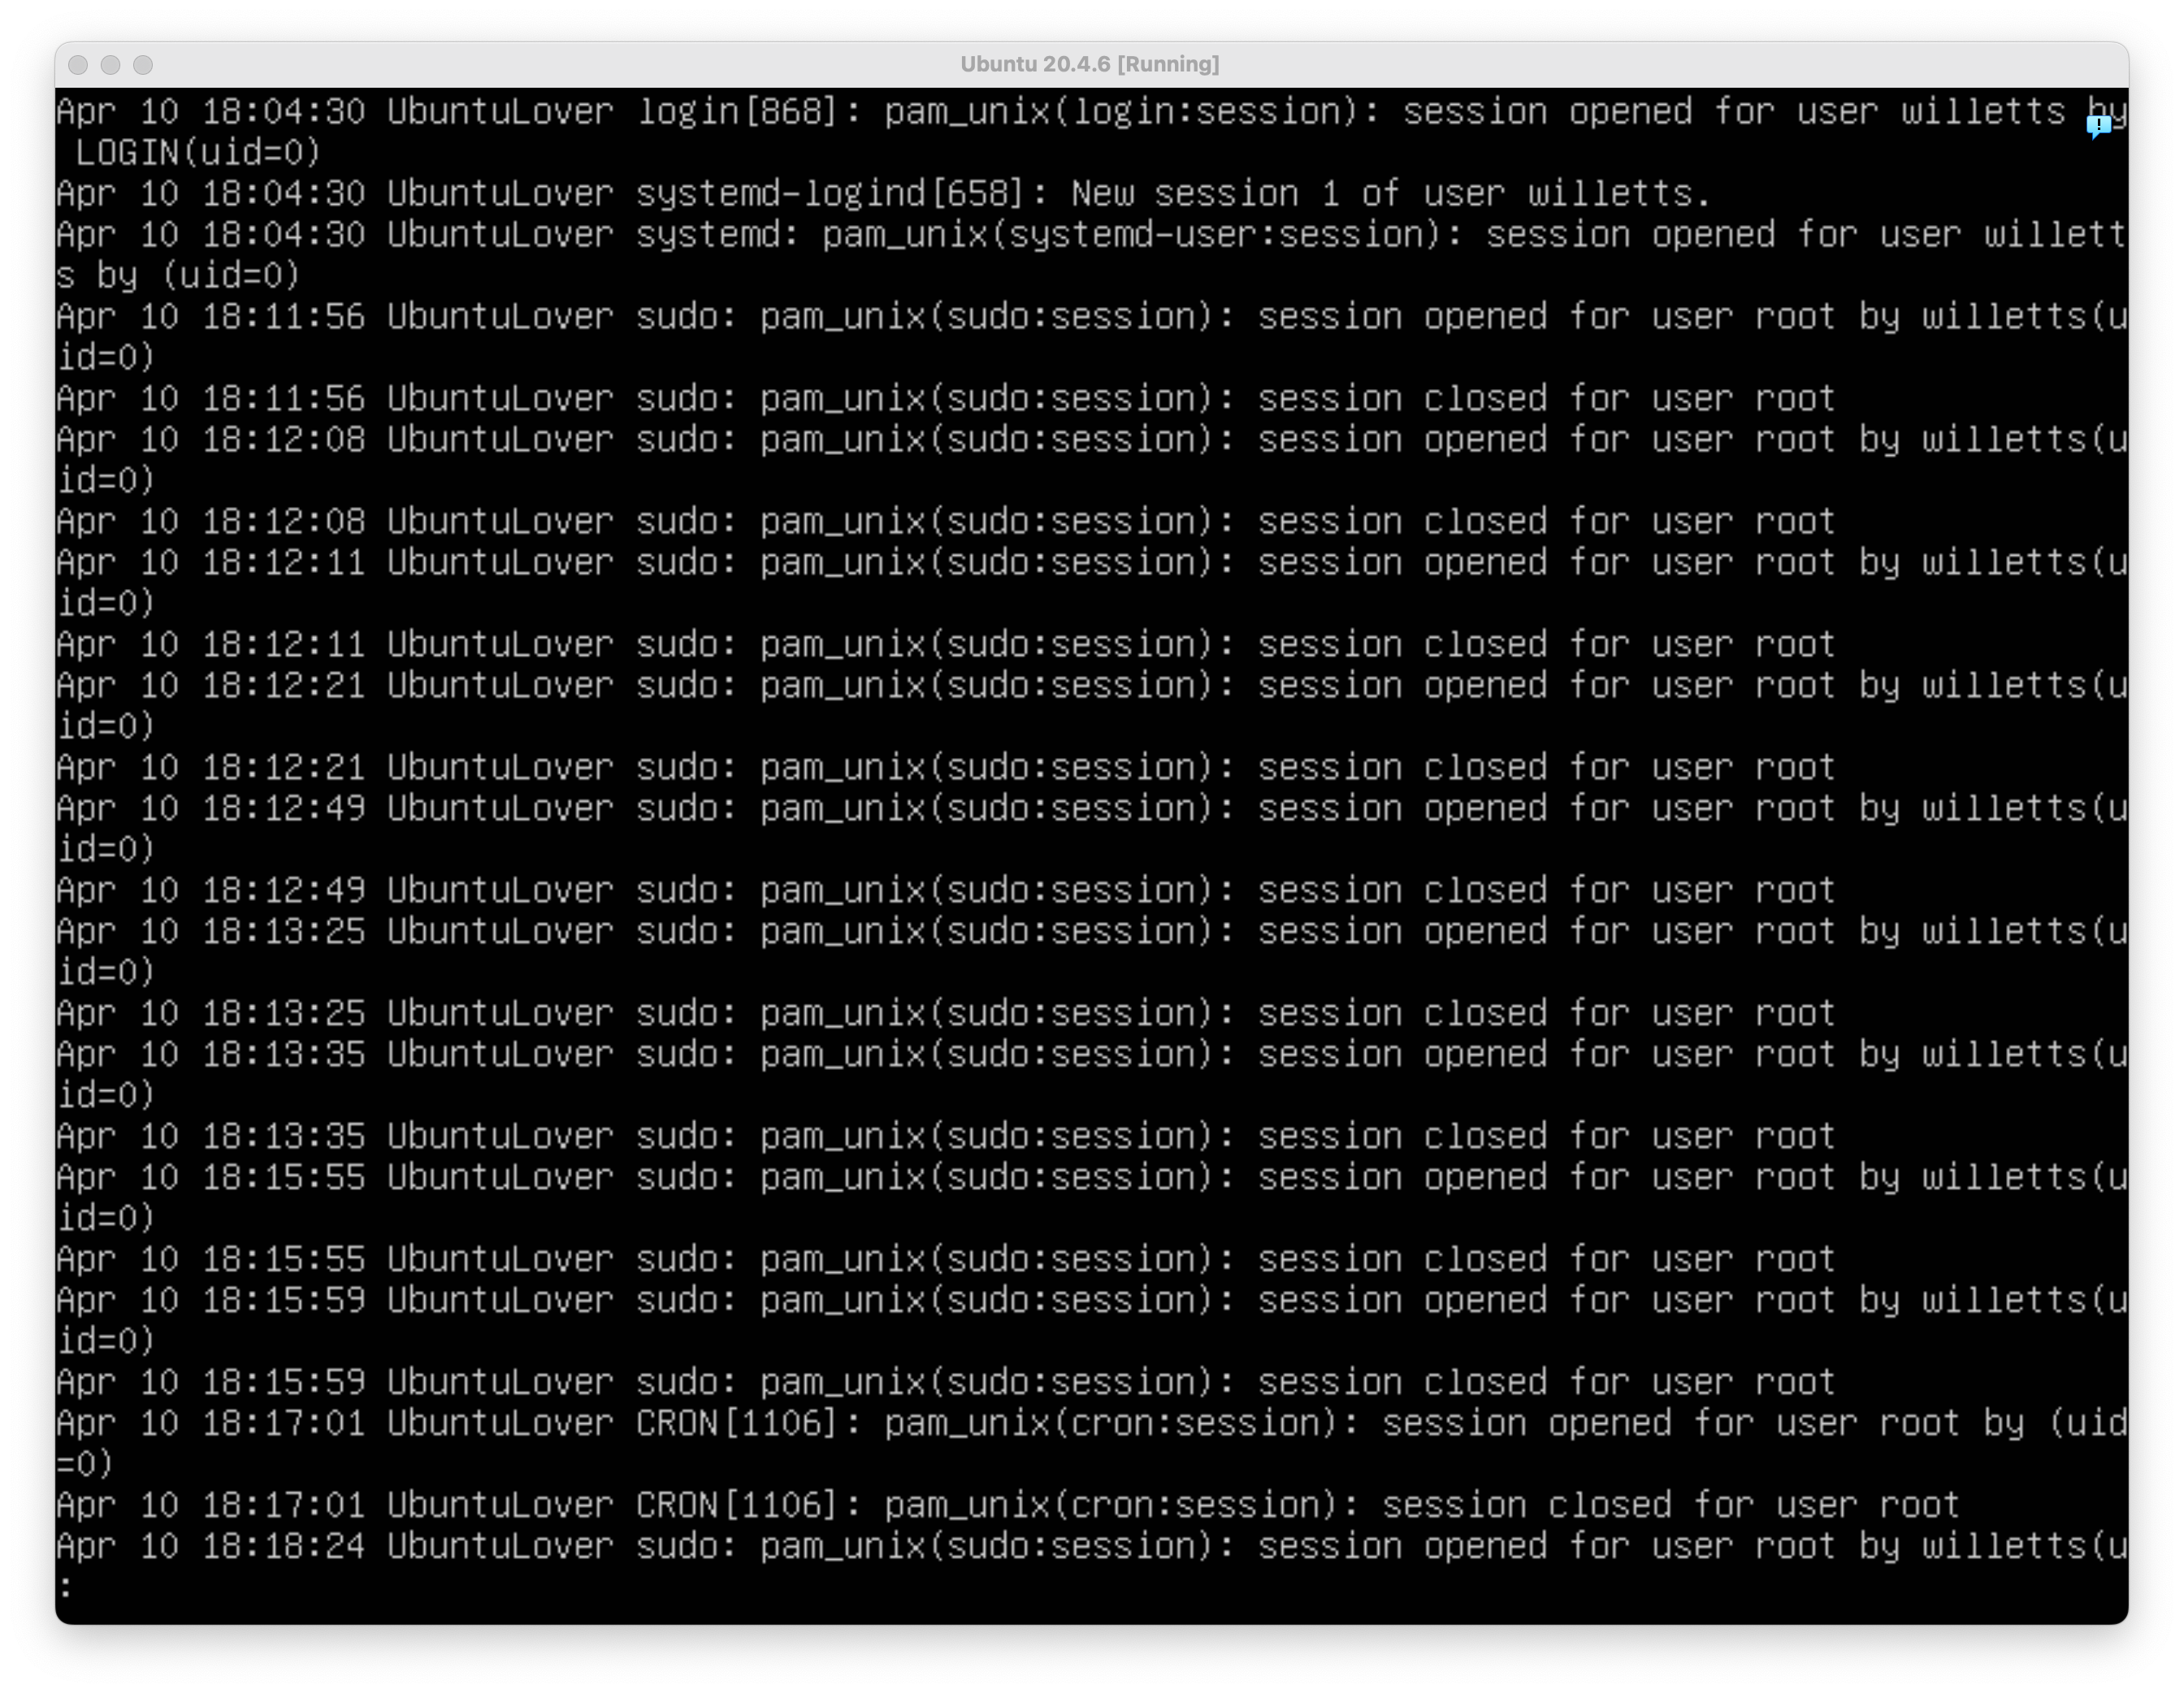 Ubuntu 20.4.6 [Running]
Apr 10 18:04:30 UbuntuLover login[868]: pam_unix(login:session): session opened for user willetts by
 LOGIN(uid=0)
Apr 10 18:04:30 UbuntuLover systemd-logind[658]: New session 1 of user willetts.
Apr 10 18:04:30 UbuntuLover systemd: pam_unix(systemd-user:session): session opened for user willett
s by (uid=0)
Apr 10 18:11:56 UbuntuLover sudo: pam_unix(sudo:session): session opened for user root by willetts(u
id=0)
Apr 10 18:11:56 UbuntuLover sudo: pam_unix(sudo:session): session closed for user root
Apr 10 18:12:08 UbuntuLover sudo: pam_unix(sudo:session): session opened for user root by willetts(u
id=0)
Apr 10 18:12:08 UbuntuLover sudo: pam_unix(sudo:session): session closed for user root
Apr 10 18:12:11 UbuntuLover sudo: pam_unix(sudo:session): session opened for user root by willetts(u
id=0)
Apr 10 18:12:11 UbuntuLover sudo: pam_unix(sudo:session): session closed for user root
Apr 10 18:12:21 UbuntuLover sudo: pam_unix(sudo:session): session opened for user root by willetts(u
id=0)
Apr 10 18:12:21 UbuntuLover sudo: pam_unix(sudo:session): session closed for user root
Apr 10 18:12:49 UbuntuLover sudo: pam_unix(sudo:session): session opened for user root by willetts(u
id=0)
Apr 10 18:12:49 UbuntuLover sudo: pam_unix(sudo:session): session closed for user root
Apr 10 18:13:25 UbuntuLover sudo: pam_unix(sudo:session): session opened for user root by willetts(u
id=0)
Apr 10 18:13:25 UbuntuLover sudo: pam_unix(sudo:session): session closed for user root
Apr 10 18:13:35 UbuntuLover sudo: pam_unix(sudo:session): session opened for user root by willetts(u
id=0)
Apr 10 18:13:35 UbuntuLover sudo: pam_unix(sudo:session): session closed for user root
Apr 10 18:15:55 UbuntuLover sudo: pam_unix(sudo:session): session opened for user root by willetts(u
id=0)
Apr 10 18:15:55 UbuntuLover sudo: pam_unix(sudo:session): session closed for user root
Apr 10 18:15:59 UbuntuLover sudo: pam_unix(sudo:session): session opened for user root by willetts(u
id=0)
Apr 10 18:15:59 UbuntuLover sudo: pam_unix(sudo:session): session closed for user root
Apr 10 18:17:01 UbuntuLover CRON[1106]: pam_unix(cron:session): session opened for user root by (uid
=0)
Apr 10 18:17:01 UbuntuLover CRON[1106]: pam_unix(cron:session): session closed for user root
Apr 10 18:18:24 UbuntuLover sudo: pam_unix(sudo:session): session opened for user root by willetts(u
: